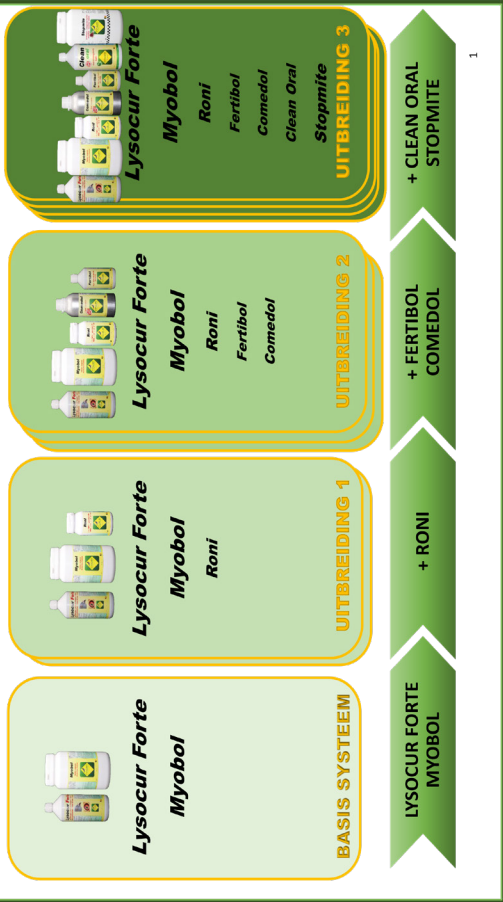 Lysocur Forte
Myobol
BASIS SYSTEEM
Lysocur Forte
Myobol
Roni
UITBREIDING 1
Lysocur Forte
Myobol
Roni
Fertibol
Comedol
UITBREIDING 2
Lysocur Forte
Myobol
Roni
Fertibol
Comedol
Clean Oral
Stopmite
UITBREIDING 3
LYSOCUR FORTE
MYOBOL
+ RONI
+ FERTIBOL
COMEDOL
+ CLEAN ORAL
STOPMITE
1